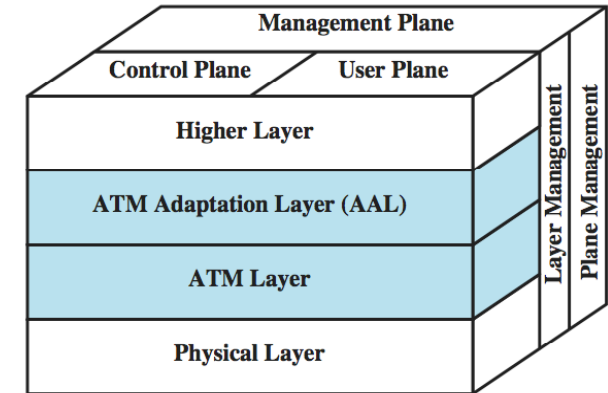 Management Plane
Control Plane
User Plane
Higher Layer
ATM Adaptation Layer (AAL)
ATM Layer
Physical Layer
Layer Management
Plane Management